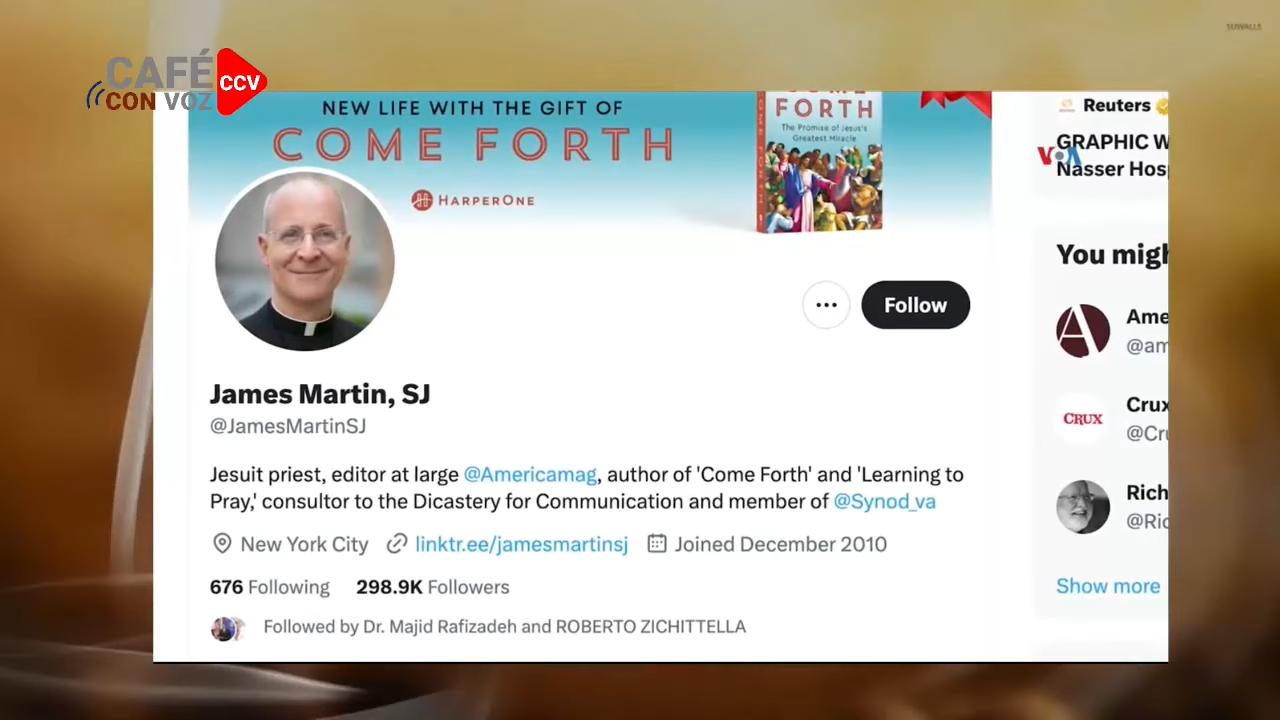 CAFÉ
CON VOZ
CCV
NEW LIFE WITH THE GIFT OF
COME FORTH
HARPERONE
FORTH
The Promise of Jesus's
Greatest Miracle
Reuters
GRAPHIC W
VOA
Nasser Hos
You migh
Ame
@am
CRUX
Crux
@Cru
Rich
@Ric
Show more
Follow
James Martin, SJ
@JamesMartinSJ
Jesuit priest, editor at large @Americamag, author of 'Come Forth' and 'Learning to
Pray,' consultor to the Dicastery for Communication and member of @Synod_va
New York City linktr.ee/jamesmartinsj Joined December 2010
676 Following 298.9K Followers
Followed by Dr. Majid Rafizadeh and ROBERTO ZICHITTELLA